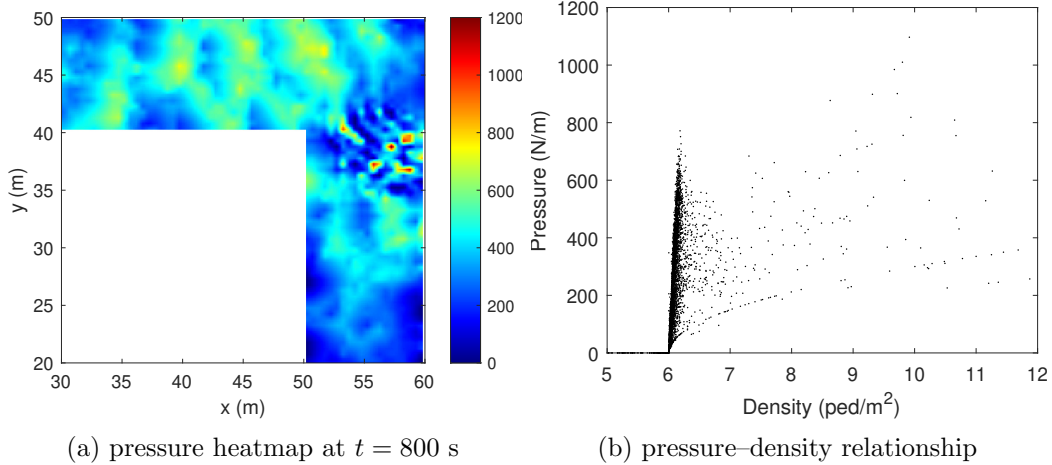 50
45
40
35
30
25
20
30 35 40 45 50 55 60
x (m)
y (m)
1200
1000
800
600
400
200
0
(a) pressure heatmap at t = 800 s
1200
1000
800
600
400
200
0
5 6 7 8 9 10 11 12
Density (ped/m²)
Pressure (N/m)
(b) pressure–density relationship